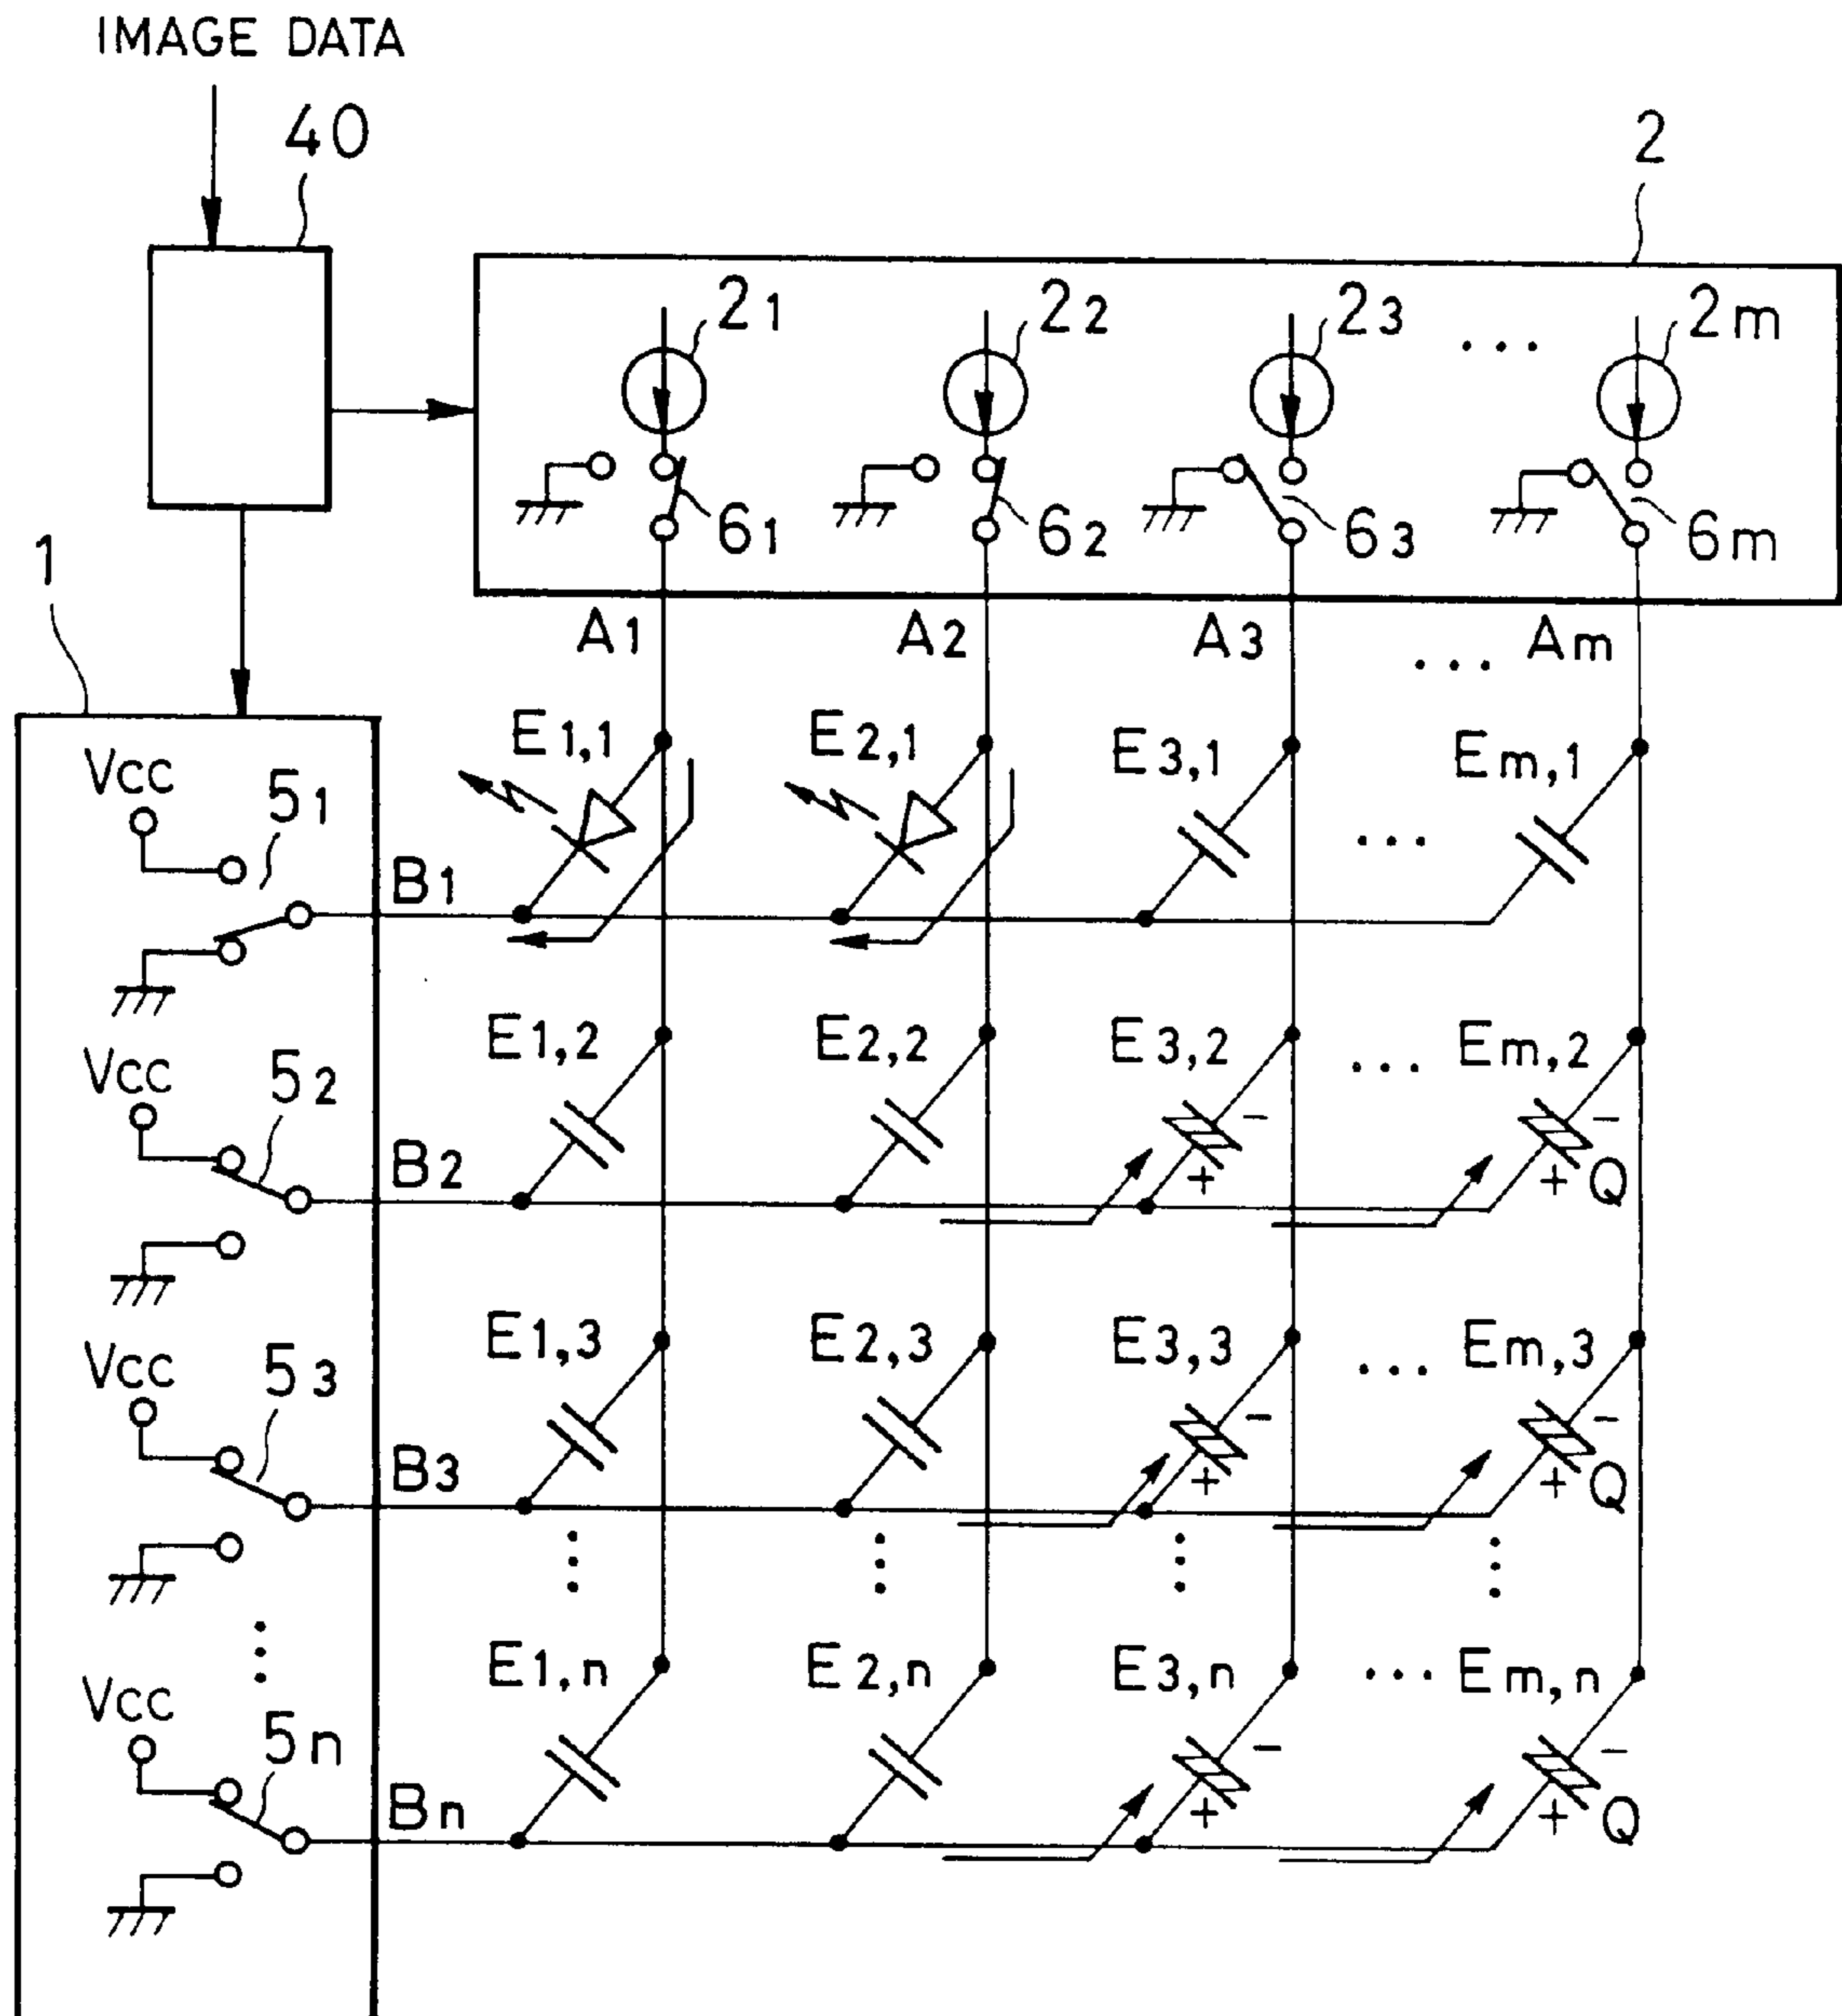 IMAGE DATA
40
2
21 22 23 ... 2m
61 62 63 6m
1
A1 A2 A3 ... Am
E1,1 E2,1 E3,1 ... Em,1
VCC 51
B1
E1,2 E2,2 E3,2 ... Em,2
VCC 52
- -
B2
+ + Q
E1,3 E2,3 E3,3 ... Em,3
VCC 53
- -
B3
+ + Q
E1,n E2,n E3,n ... Em,n
VCC 5n
- -
Bn
+ + Q